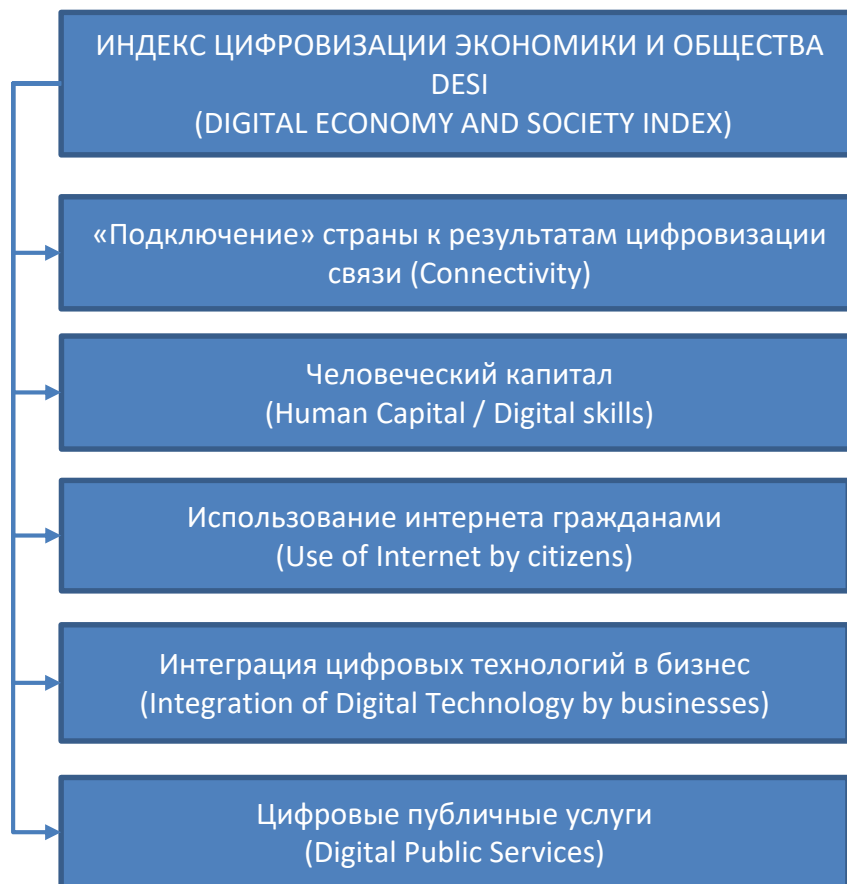 ИНДЕКС ЦИФРОВИЗАЦИИ ЭКОНОМИКИ И ОБЩЕСТВА
DESI
(DIGITAL ECONOMY AND SOCIETY INDEX)
«Подключение» страны к результатам цифровизации
связи (Connectivity)
Человеческий капитал
(Human Capital / Digital skills)
Использование интернета гражданами
(Use of Internet by citizens)
Интеграция цифровых технологий в бизнес
(Integration of Digital Technology by businesses)
Цифровые публичные услуги
(Digital Public Services)